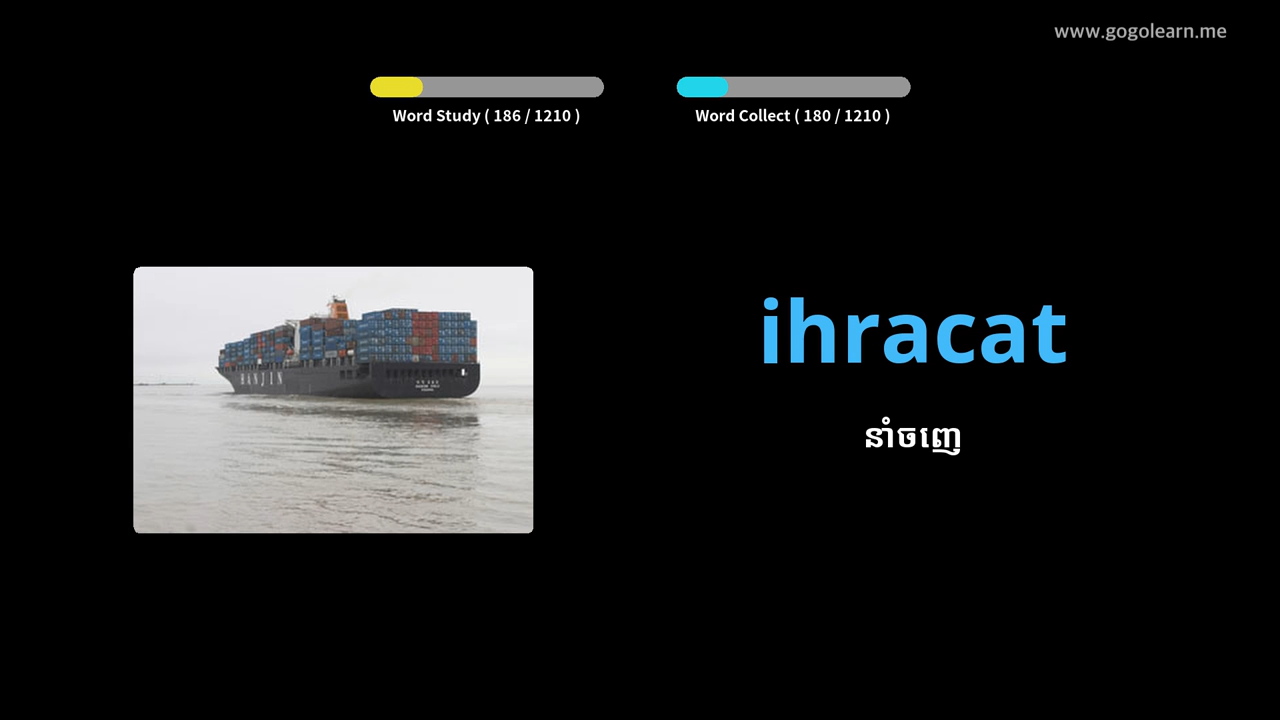 www.gogolearn.me
Word Study ( 186 / 1210 )
Word Collect ( 180 / 1210 )
HANJIN
ihracat
នាំចេញ